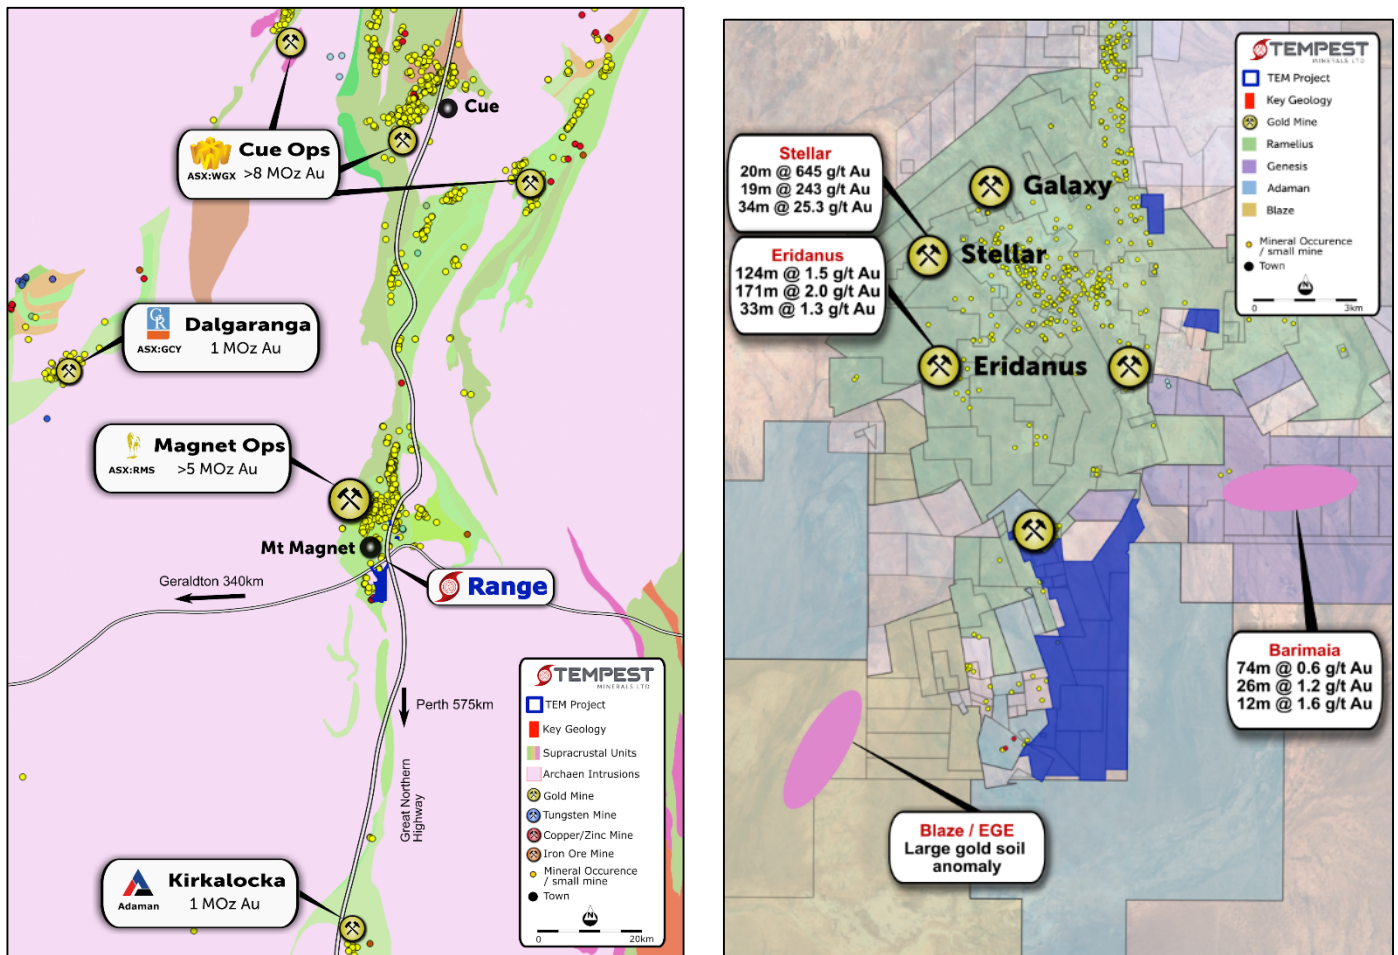 Cue
Cue Ops
ASX:WGX
>8 MOz Au
GR
Dalgaranga
ASX:GCY
1 MOz Au
Magnet Ops
ASX:RMS
>5 MOz Au
Mt Magnet
Geraldton 340km
Range
Perth 575km
Great Northern
Highway
Kirkalocka
Adaman
1 MOz Au
TEMPEST
MINERALS LTD
TEM Project
Key Geology
Supracrustal Units
Archaen Intrusions
Gold Mine
Tungsten Mine
Copper/Zinc Mine
Iron Ore Mine
Mineral Occurence
/ small mine
Town
N
0 20km
Stellar
20m @ 645 g/t Au
19m @ 243 g/t Au
34m @ 25.3 g/t Au
Eridanus
124m @ 1.5 g/t Au
171m @ 2.0 g/t Au
33m @ 1.3 g/t Au
Galaxy
Stellar
Eridanus
TEMPEST
MINERALS LTD
TEM Project
Key Geology
Gold Mine
Ramelius
Genesis
Adaman
Blaze
Mineral Occurence
/ small mine
Town
N
0 3km
Barimaia
74m @ 0.6 g/t Au
26m @ 1.2 g/t Au
12m @ 1.6 g/t Au
Blaze / EGE
Large gold soil
anomaly